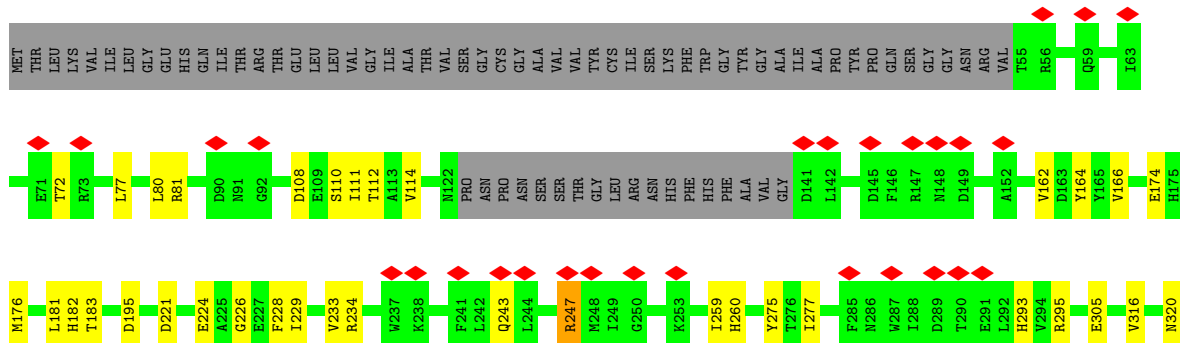 MET THR LEU LYS VAL ILE LEU GLY GLU HIS GLN ILE THR ARG THR GLU LEU LEU VAL GLY ILE ALA THR VAL SER GLY CYS GLY ALA VAL VAL TYR CYS ILE SER LYS PHE TRP GLY TYR GLY ALA ILE ALA PRO TYR PRO GLN SER GLY GLY ASN ARG VAL T55 R56 Q59 I63
E71 T72 R73 L77 L80 R81 D90 N91 G92 D108 E109 S110 I111 T112 A113 V114 N122 PRO ASN PRO ASN SER SER THR GLY LEU ARG ASN HIS PHE HIS PHE ALA VAL GLY D141 L142 D145 F146 R147 N148 D149 A152 V162 D163 Y164 Y165 V166 E174 H175
M176 L181 H182 T183 D195 D221 E224 A225 G226 E227 F228 I229 V233 R234 W237 K238 F241 L242 Q243 L244 R247 M248 I249 G250 K253 I259 H260 Y275 T276 I277 F285 N286 W287 I288 D289 T290 E291 L292 H293 V294 R295 E305 V316 N320